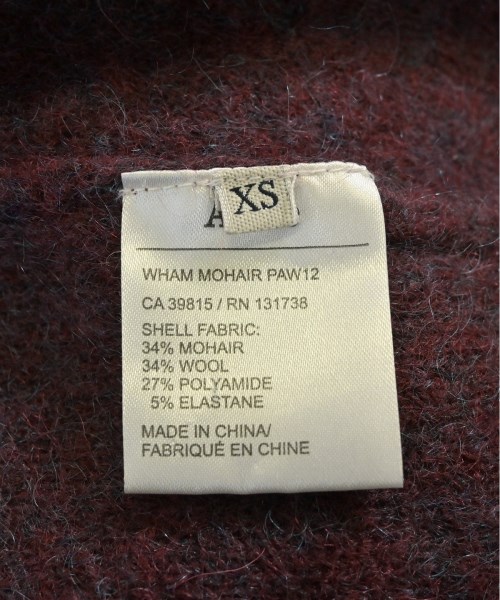 XS
WHAM MOHAIR PAW12
CA 39815 / RN 131738
SHELL FABRIC:
34% MOHAIR
34% WOOL
27% POLYAMIDE
5% ELASTANE
MADE IN CHINA/
FABRIQUÉ EN CHINE